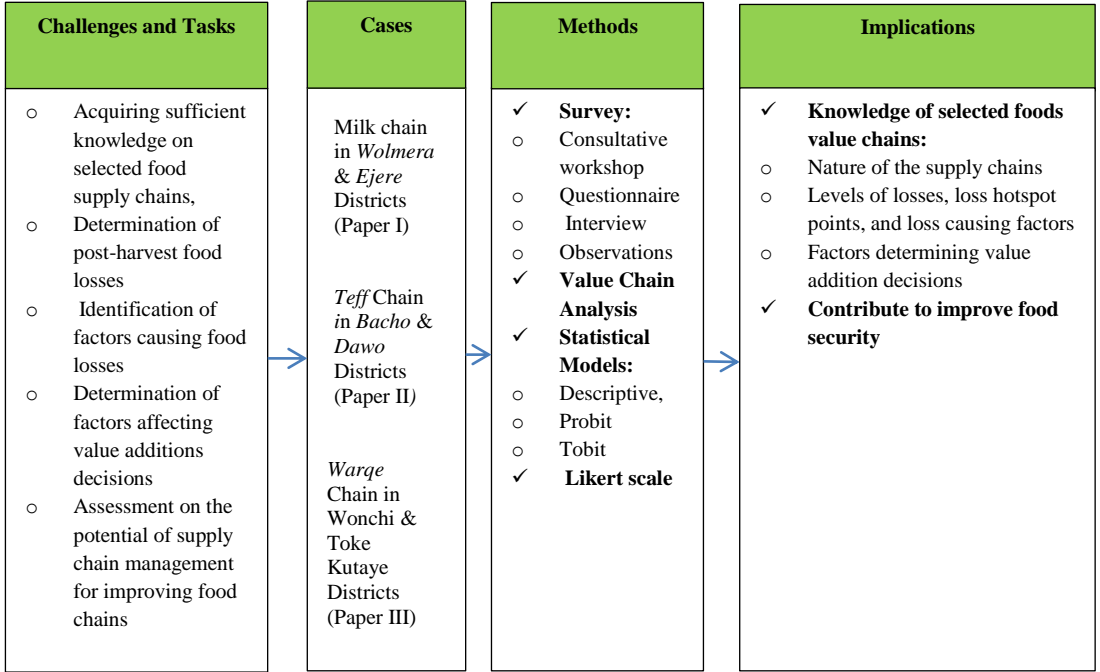 Challenges and Tasks
o Acquiring sufficient
knowledge on
selected food
supply chains,
o Determination of
post-harvest food
losses
o Identification of
factors causing food
losses
o Determination of
factors affecting
value additions
decisions
o Assessment on the
potential of supply
chain management
for improving food
chains
Cases
Milk chain
in Wolmera
& Ejere
Districts
(Paper I)
Teff Chain
in Bacho &
Dawo
Districts
(Paper II)
Warqe
Chain in
Wonchi &
Toke
Kutaye
Districts
(Paper III)
Methods
✓ Survey:
o Consultative
workshop
o Questionnaire
o Interview
o Observations
✓ Value Chain
Analysis
✓ Statistical
Models:
o Descriptive,
o Probit
o Tobit
✓ Likert scale
Implications
✓ Knowledge of selected foods
value chains:
o Nature of the supply chains
o Levels of losses, loss hotspot
points, and loss causing factors
o Factors determining value
addition decisions
✓ Contribute to improve food
security